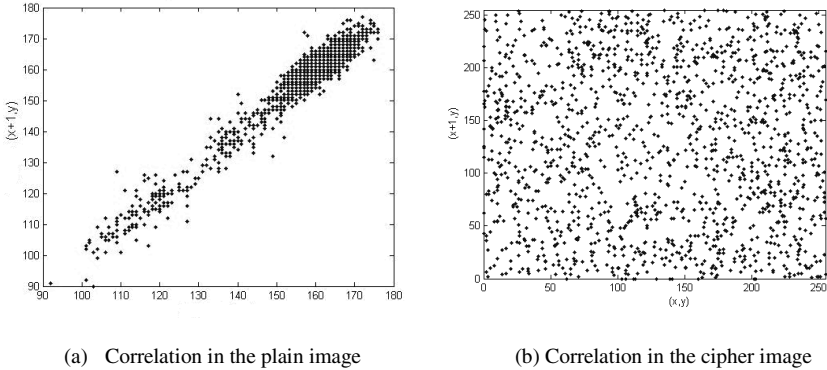 180
170
160
150
140
130
120
110
100
90
(x+1,y)
90 100 110 120 130 140 150 160 170 180
250
200
150
100
50
0
(x+1,y)
0 50 100 150 200 250
(x,y)
(a) Correlation in the plain image
(b) Correlation in the cipher image